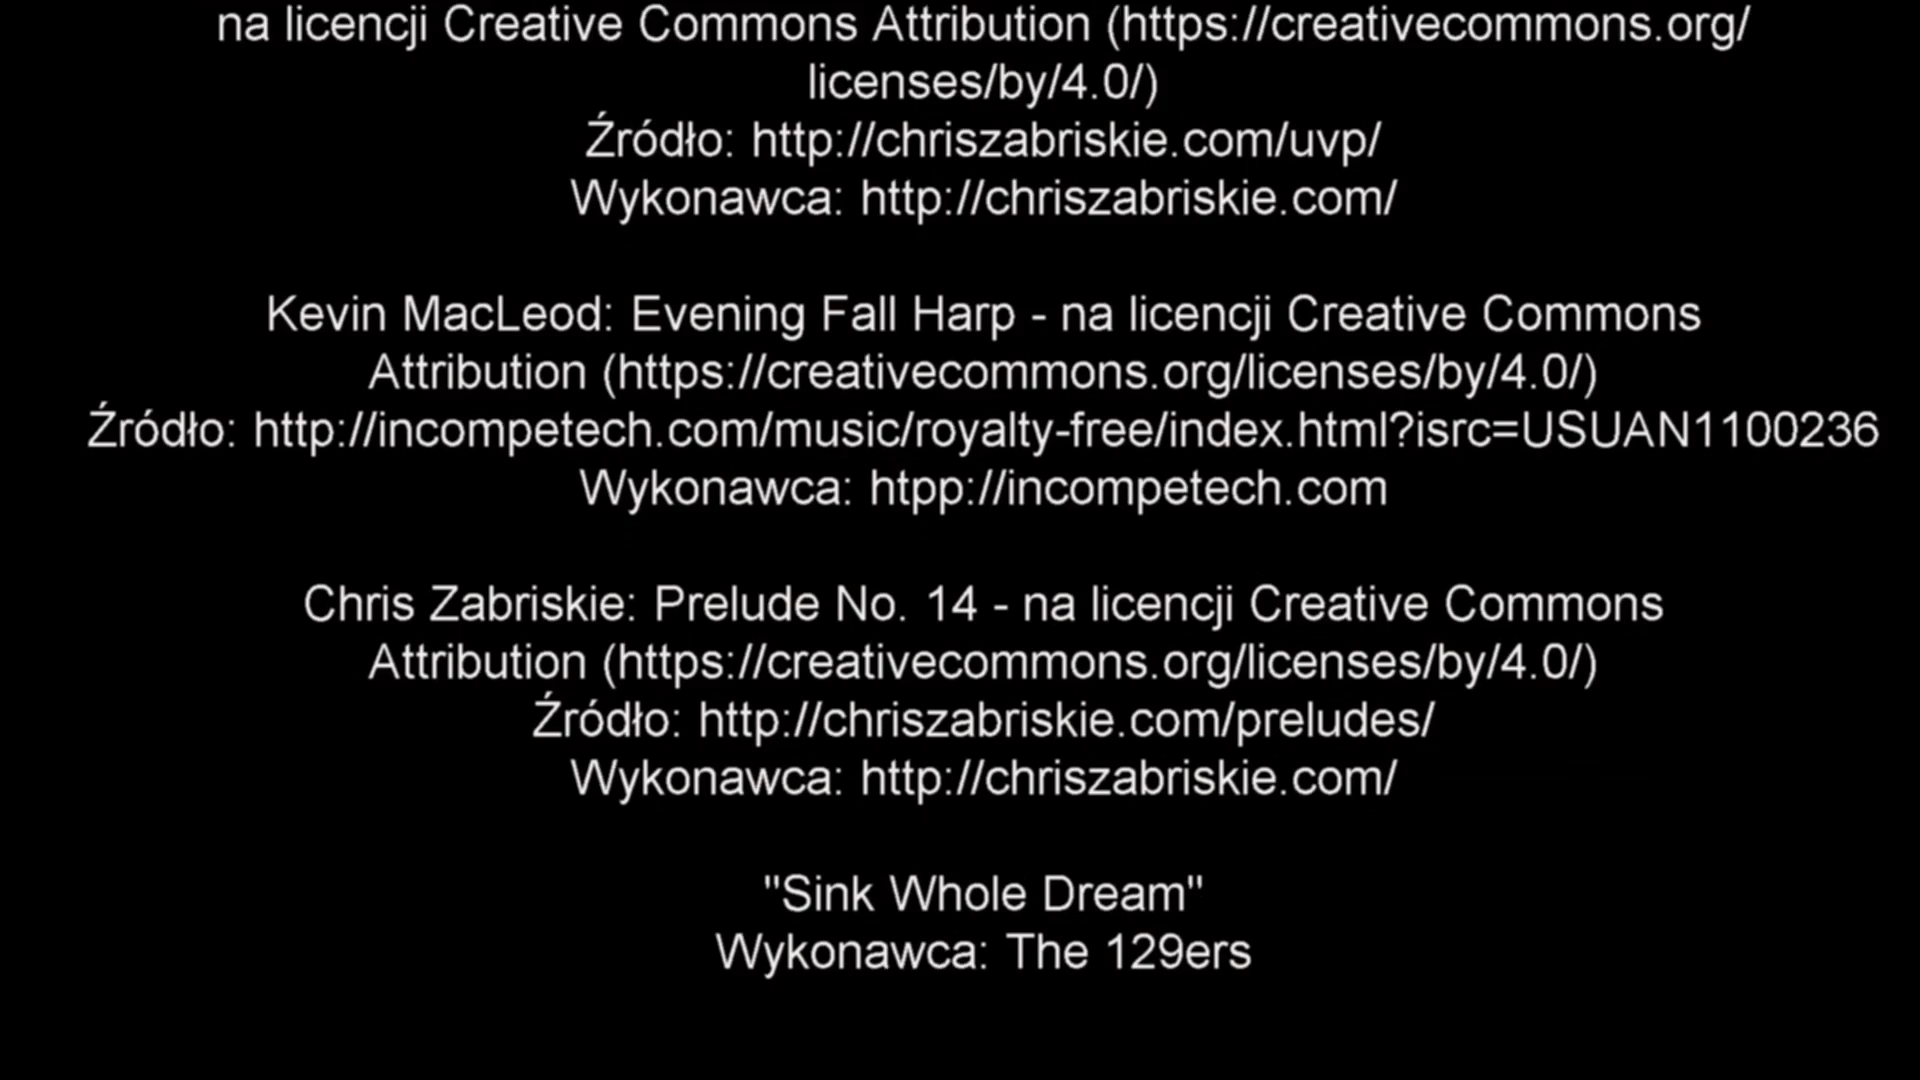 na licencji Creative Commons Attribution (https://creativecommons.org/
licenses/by/4.0/)
Źródło: http://chriszabriskie.com/uvp/
Wykonawca: http://chriszabriskie.com/
Kevin MacLeod: Evening Fall Harp - na licencji Creative Commons
Attribution (https://creativecommons.org/licenses/by/4.0/)
Źródło: http://incompetech.com/music/royalty-free/index.html?isrc=USUAN1100236
Wykonawca: htpp://incompetech.com
Chris Zabriskie: Prelude No. 14 - na licencji Creative Commons
Attribution (https://creativecommons.org/licenses/by/4.0/)
Źródło: http://chriszabriskie.com/preludes/
Wykonawca: http://chriszabriskie.com/
"Sink Whole Dream"
Wykonawca: The 129ers